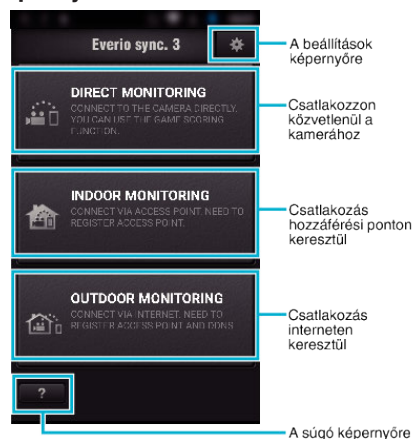 Everio sync. 3
A beállítások
képernyőre
DIRECT MONITORING
CONNECT TO THE CAMERA DIRECTLY.
YOU CAN USE THE GAME SCORING
FUNCTION.
Csatlakozzon
közvetlenül a
kamerához
INDOOR MONITORING
CONNECT VIA ACCESS POINT. NEED TO
REGISTER ACCESS POINT.
Csatlakozás
hozzáférési ponton
keresztül
OUTDOOR MONITORING
CONNECT VIA INTERNET. NEED TO
REGISTER ACCESS POINT AND DDNS
Csatlakozás
interneten
keresztül
?
A súgó képernyőre